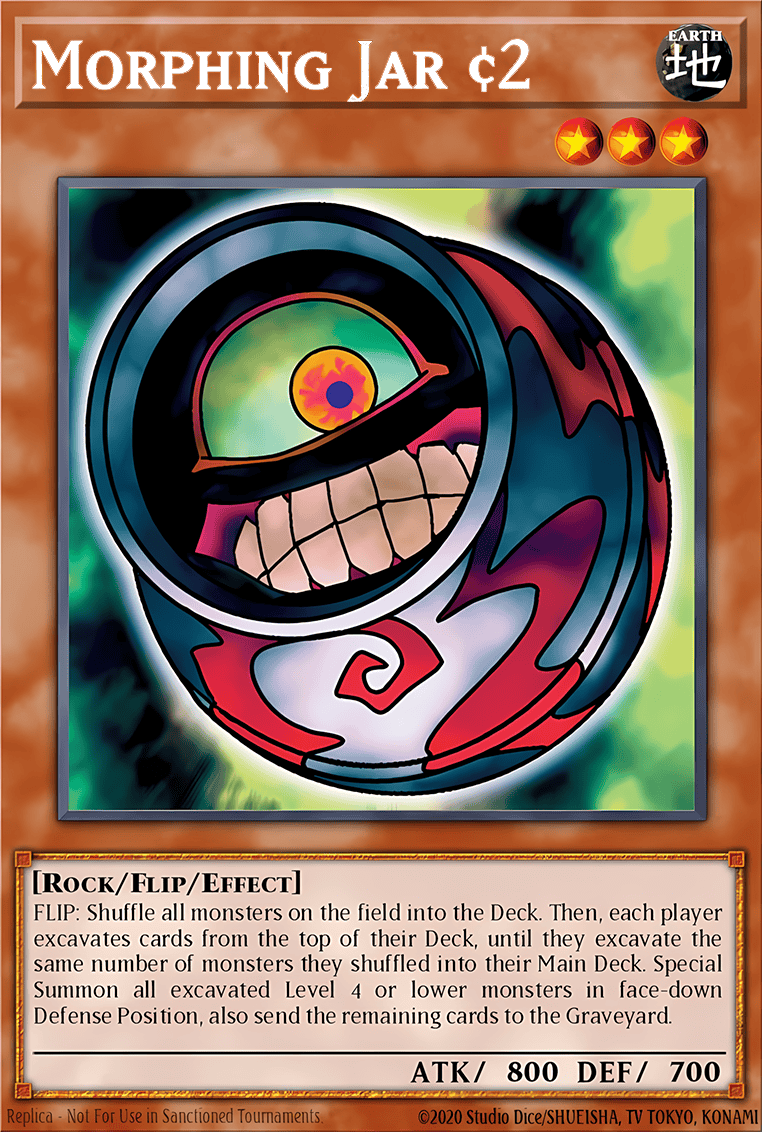 Morphing Jar ¢2
EARTH
地
[Rock/Flip/Effect]
FLIP: Shuffle all monsters on the field into the Deck. Then, each player
excavates cards from the top of their Deck, until they excavate the
same number of monsters they shuffled into their Main Deck. Special
Summon all excavated Level 4 or lower monsters in face-down
Defense Position, also send the remaining cards to the Graveyard.
ATK/ 800 DEF/ 700
Replica - Not For Use in Sanctioned Tournaments. ©2020 Studio Dice/SHUEISHA, TV TOKYO, KONAMI